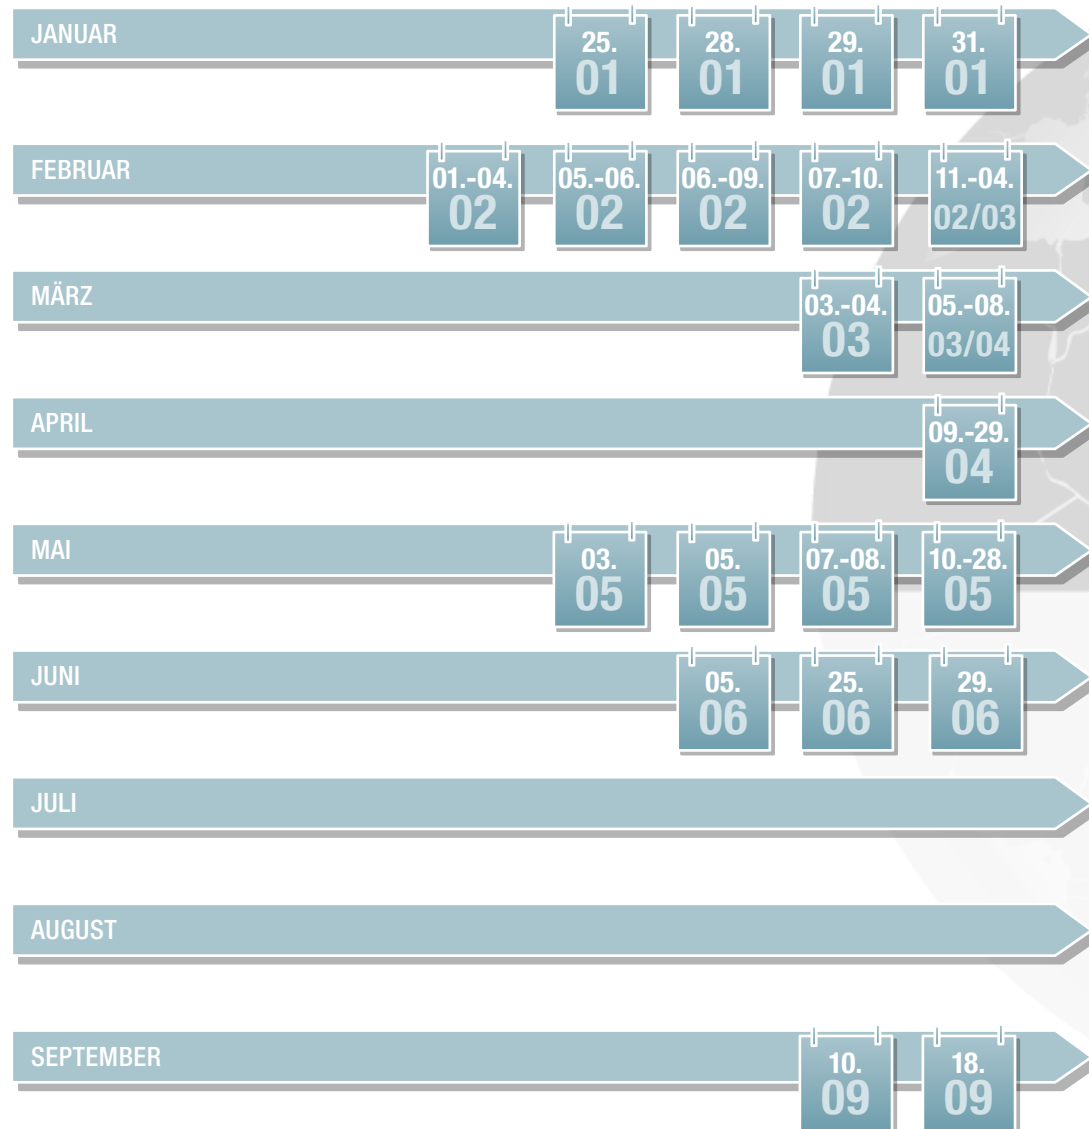 JANUAR
25. 28. 29. 31.
01 01 01 01
FEBRUAR
01.-04. 05.-06. 06.-09. 07.-10. 11.-04.
02 02 02 02 02/03
MÄRZ
03.-04. 05.-08.
03 03/04
APRIL
09.-29.
04
MAI
03. 05. 07.-08. 10.-28.
05 05 05 05
JUNI
05. 25. 29.
06 06 06
JULI
AUGUST
SEPTEMBER
10. 18.
09 09